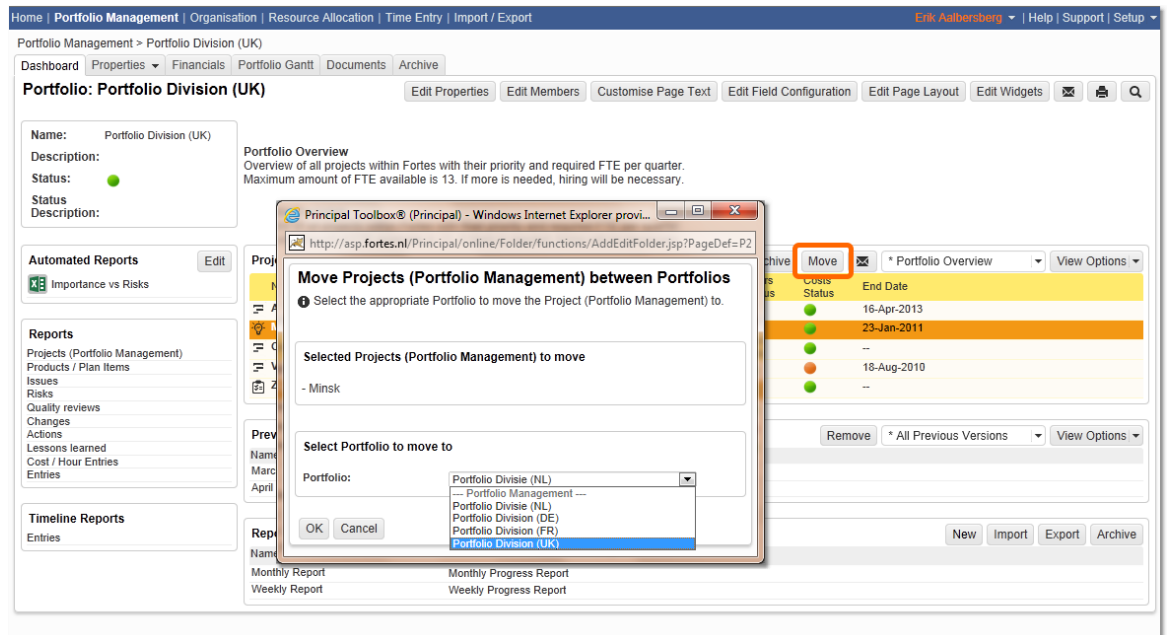 Home | Portfolio Management | Organisation | Resource Allocation | Time Entry | Import / Export
Erik Aalbersberg | Help | Support | Setup
Portfolio Management > Portfolio Division (UK)
Dashboard Properties Financials Portfolio Gantt Documents Archive
Portfolio: Portfolio Division (UK)
Edit Properties Edit Members Customise Page Text Edit Field Configuration Edit Page Layout Edit Widgets
Name: Portfolio Division (UK)
Description:
Status:
Status
Description:
Portfolio Overview
Overview of all projects within Fortes with their priority and required FTE per quarter.
Maximum amount of FTE available is 13. If more is needed, hiring will be necessary.
Automated Reports Edit
Importance vs Risks
Reports
Projects (Portfolio Management)
Products / Plan Items
Issues
Risks
Quality reviews
Changes
Actions
Lessons learned
Cost / Hour Entries
Entries
Timeline Reports
Entries
Principal Toolbox® (Principal) - Windows Internet Explorer provi...
http://asp.fortes.nl/Principal/online/Folder/functions/AddEditFolder.jsp?PageDef=P2
Move Projects (Portfolio Management) between Portfolios
Select the appropriate Portfolio to move the Project (Portfolio Management) to.
Selected Projects (Portfolio Management) to move
- Minsk
Select Portfolio to move to
Portfolio: Portfolio Divisie (NL)
--- Portfolio Management ---
Portfolio Divisie (NL)
Portfolio Division (DE)
Portfolio Division (FR)
Portfolio Division (UK)
OK Cancel
Proj
chive Move * Portfolio Overview View Options
Costs
Status
End Date
16-Apr-2013
23-Jan-2011
--
18-Aug-2010
--
Prev
Remove * All Previous Versions View Options
Name
Marc
April
Repo
New Import Export Archive
Name
Monthly Report Monthly Progress Report
Weekly Report Weekly Progress Report